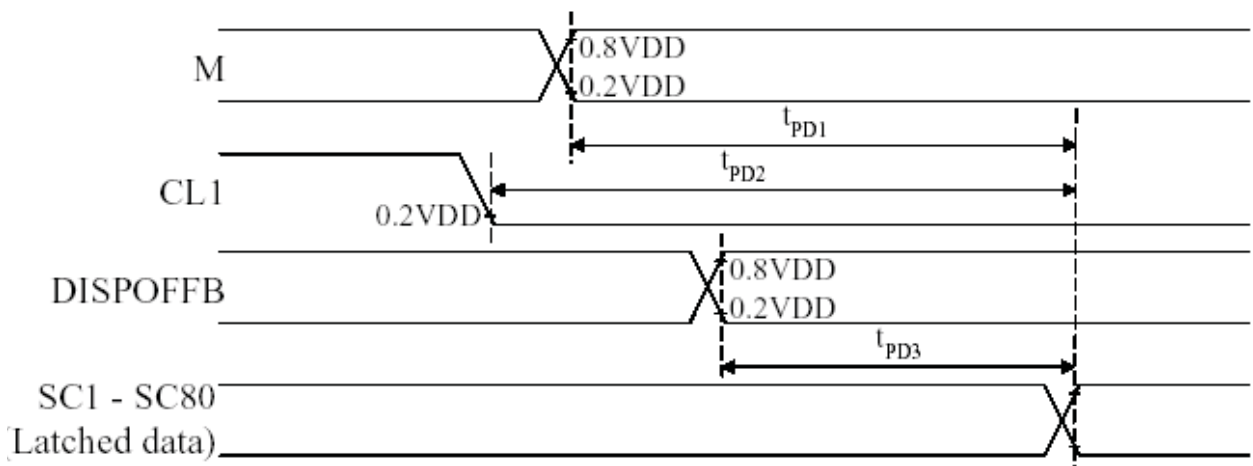 M
0.8VDD
0.2VDD
tPD1
CL1
tPD2
0.2VDD
DISPOFFB
0.8VDD
0.2VDD
tPD3
SC1 - SC80
(Latched data)